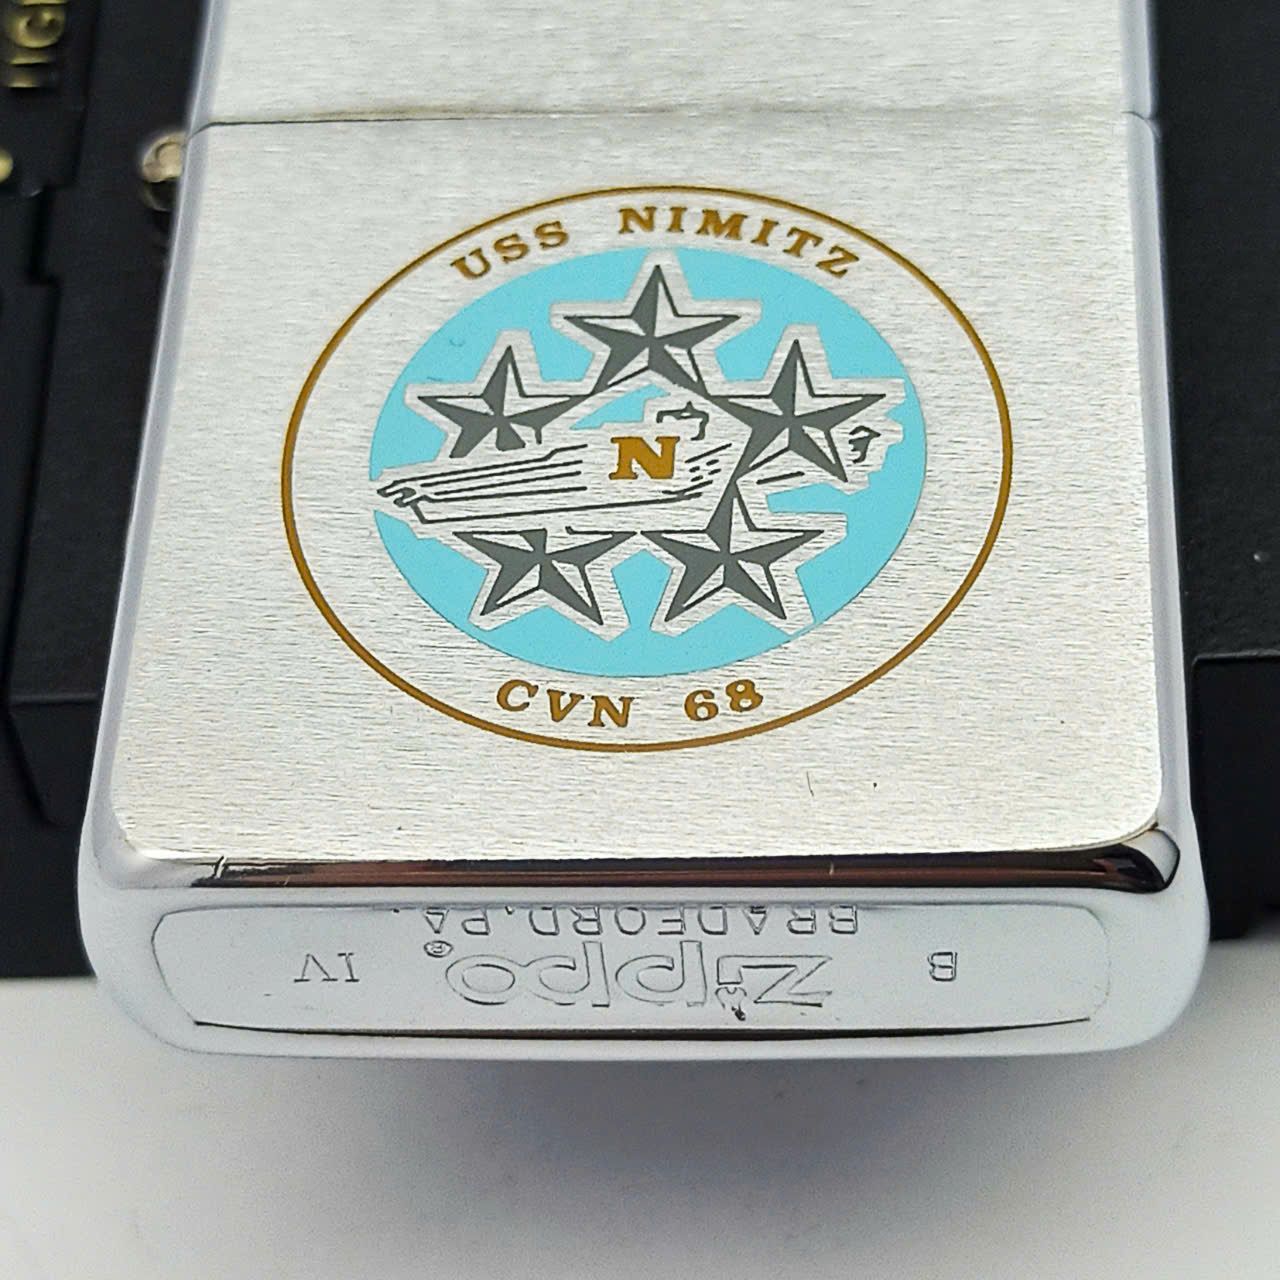 USS NIMITZ
N
CVN 68
B Zippo® IV
BRADFORD, PA.